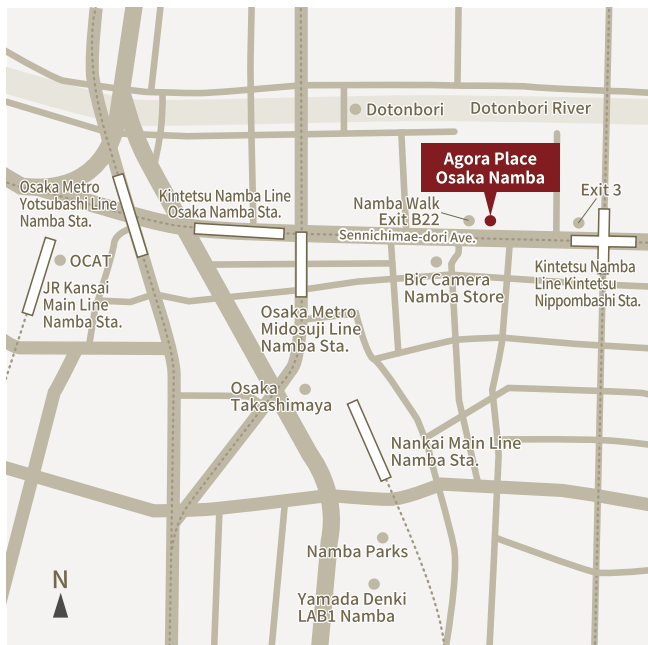 Dotonbori
Dotonbori River
Agora Place
Osaka Namba
Osaka Metro
Yotsubashi Line
Namba Sta.
Kintetsu Namba Line
Osaka Namba Sta.
Namba Walk
Exit B22
Exit 3
Sennichimae-dori Ave.
OCAT
JR Kansai
Main Line
Namba Sta.
Bic Camera
Namba Store
Kintetsu Namba
Line Kintetsu
Nippombashi Sta.
Osaka Metro
Midosuji Line
Namba Sta.
Osaka
Takashimaya
Nankai Main Line
Namba Sta.
Namba Parks
N
Yamada Denki
LAB1 Namba